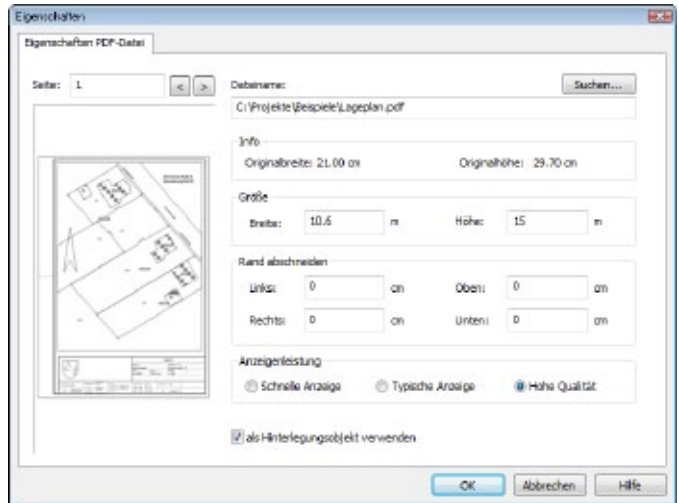 Eigenschaften
Eigenschaften PDF-Datei
Seite: 1 < >
Dateiname: Suchen...
C:\Projekte\Beispiele\Lageplan.pdf
Info
Originalbreite: 21.00 cm Originalhöhe: 29.70 cm
Größe
Breite: 10.6 m Höhe: 15 m
Rand abschneiden
Links: 0 cm Oben: 0 cm
Rechts: 0 cm Unten: 0 cm
Anzeigenleistung
Schnelle Anzeige Typische Anzeige Hohe Qualität
als Hinterlegungsobjekt verwenden
OK Abbrechen Hilfe